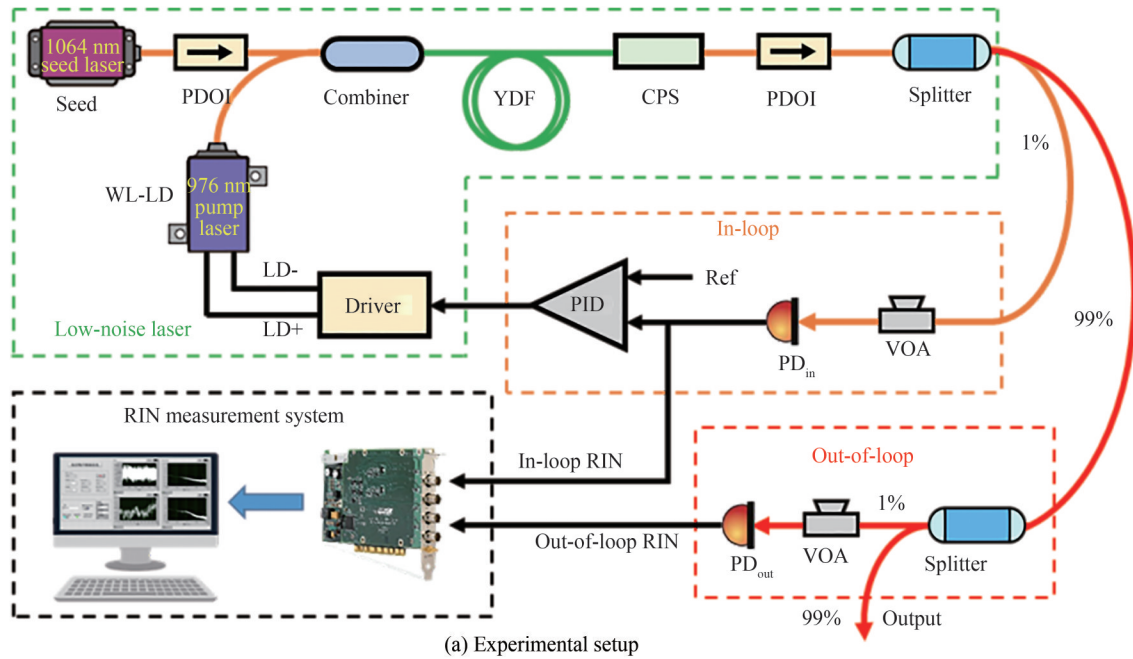 1064 nm
seed laser
Seed
PDOI
Combiner
YDF
CPS
PDOI
Splitter
1%
WL-LD
976 nm
pump
laser
LD-
LD+
Driver
Low-noise laser
In-loop
PID
Ref
PDin
VOA
99%
RIN measurement system
In-loop RIN
Out-of-loop RIN
Out-of-loop
1%
PDout
VOA
Splitter
99%
Output
(a) Experimental setup